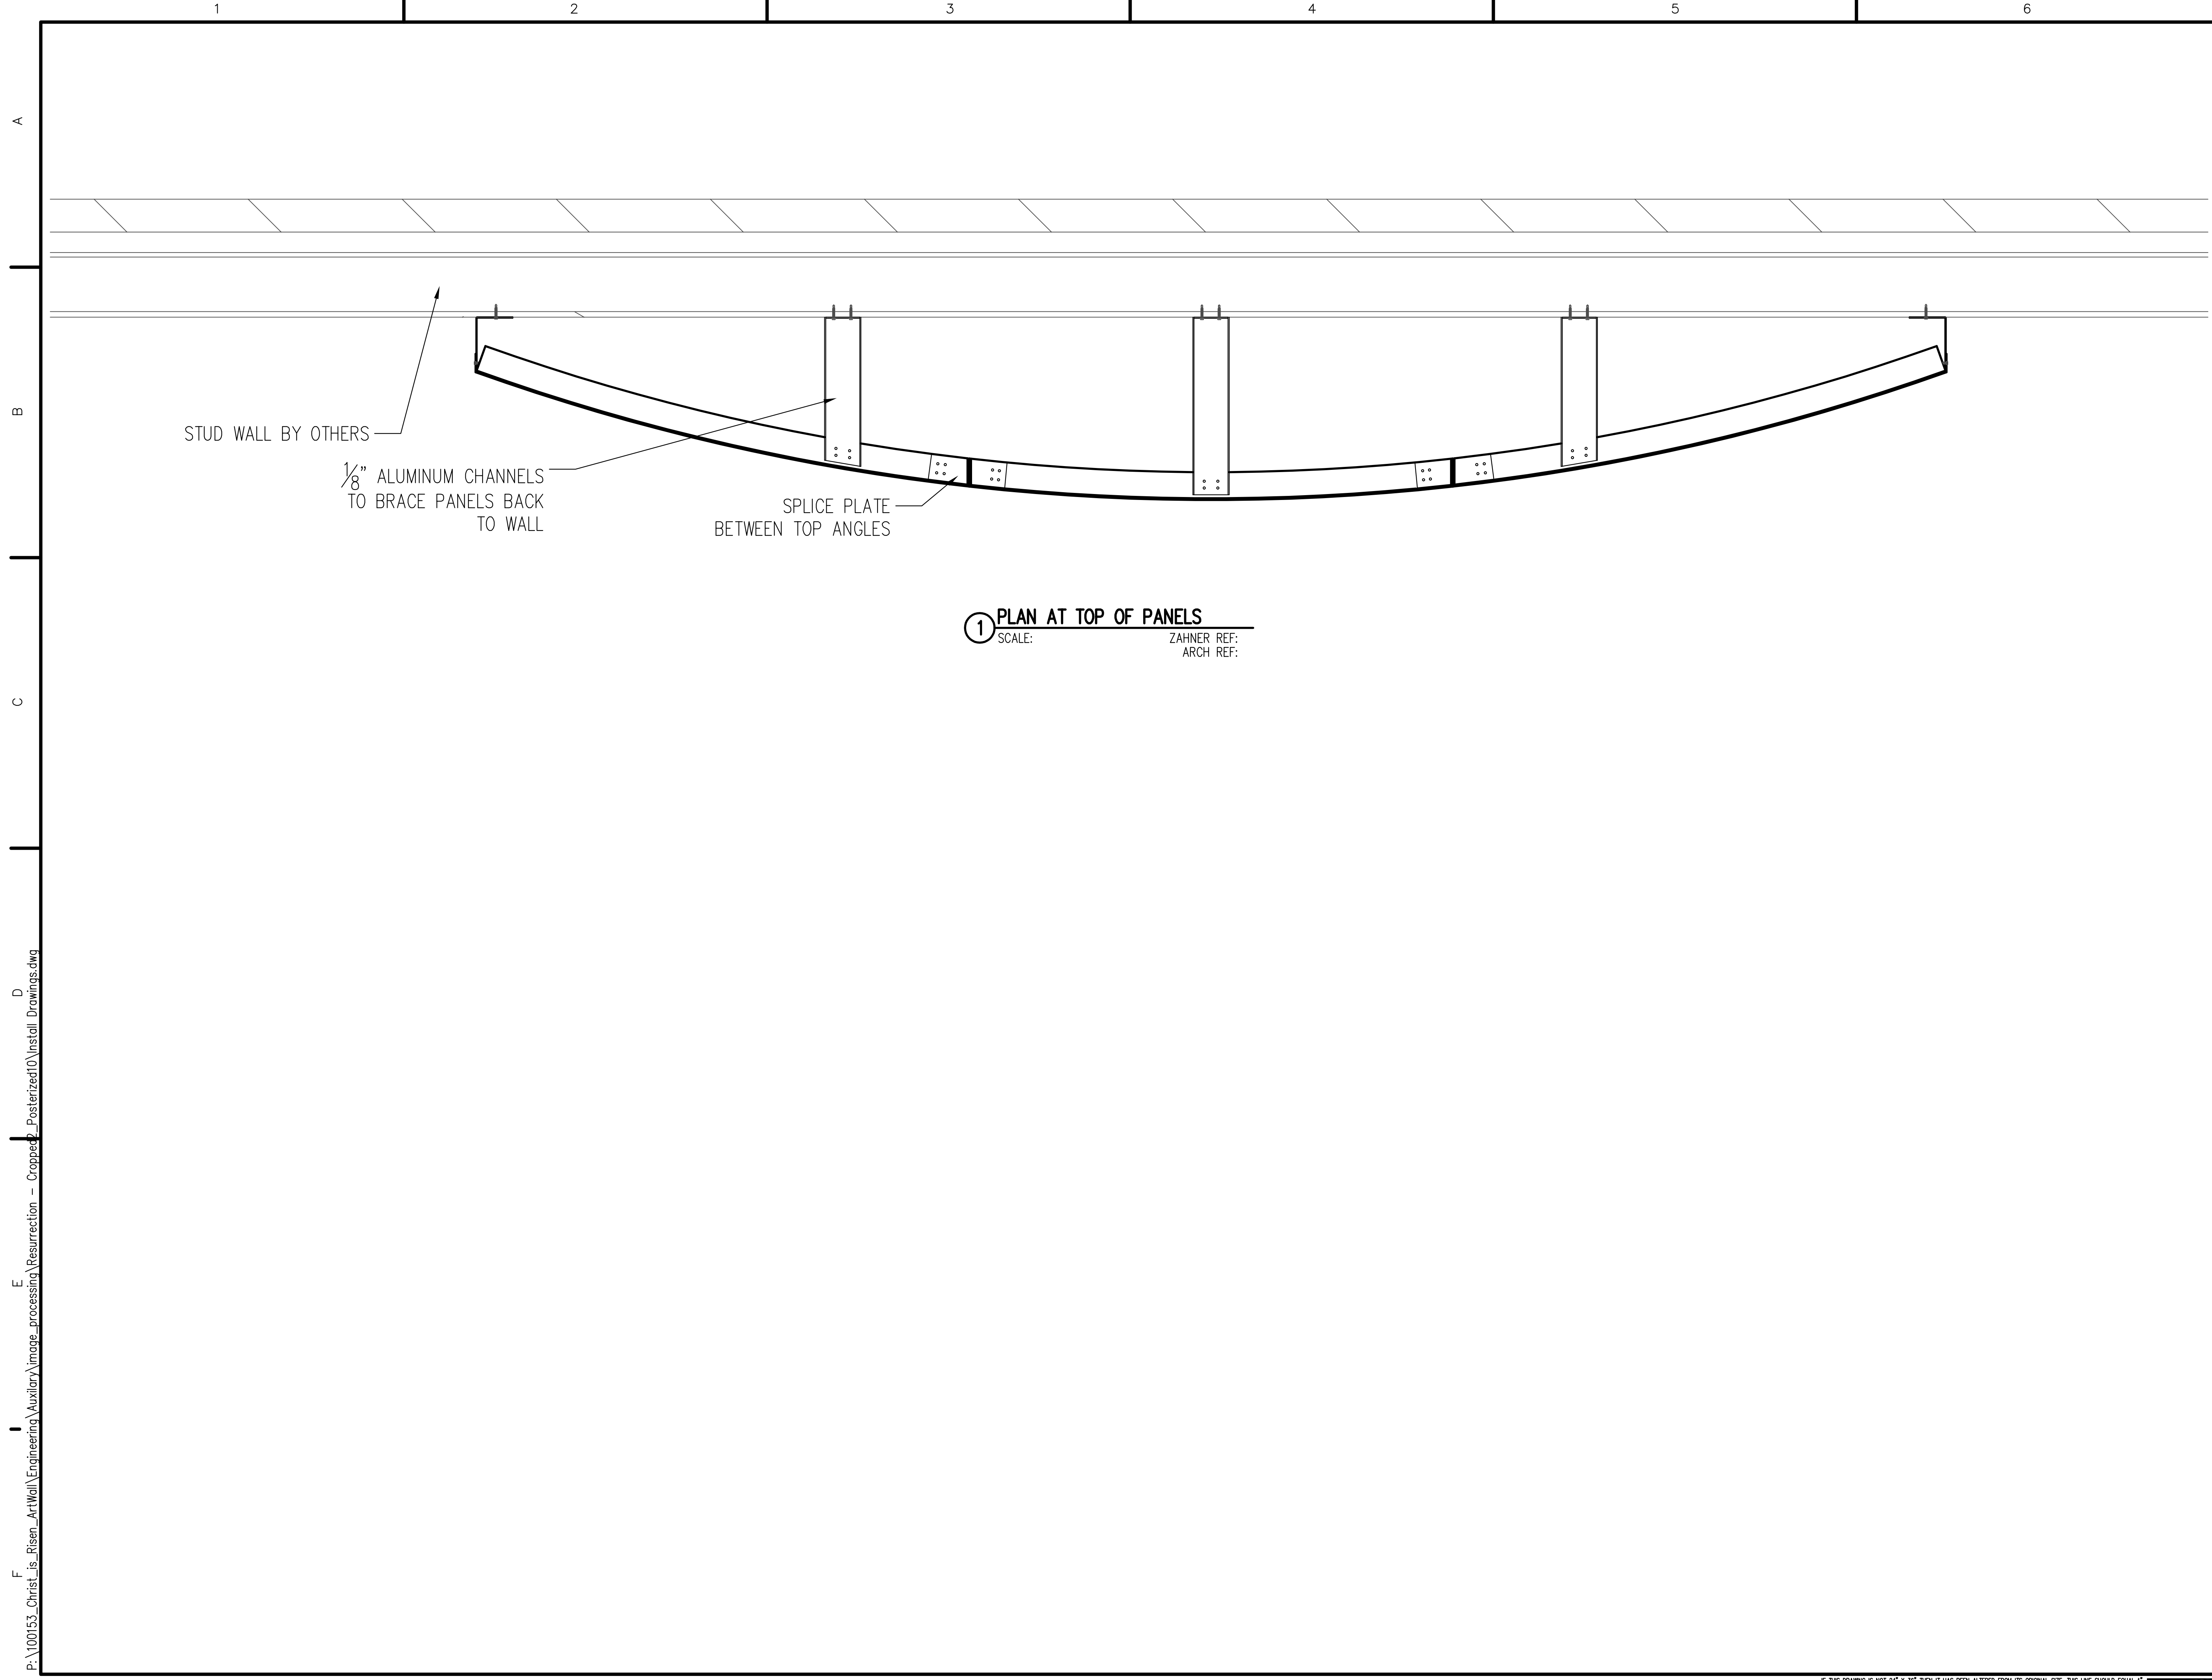 1 2 3 4 5 6
A
B
C
D
E
F
STUD WALL BY OTHERS
1/8" ALUMINUM CHANNELS
TO BRACE PANELS BACK
TO WALL
SPLICE PLATE
BETWEEN TOP ANGLES
1 PLAN AT TOP OF PANELS
SCALE: ZAHNER REF:
ARCH REF:
P:\100153_Christ_is_Risen_ArtWall\Engineering\Auxilary\image_processing\Resurrection - Cropped2_Posterized10\Install Drawings.dwg